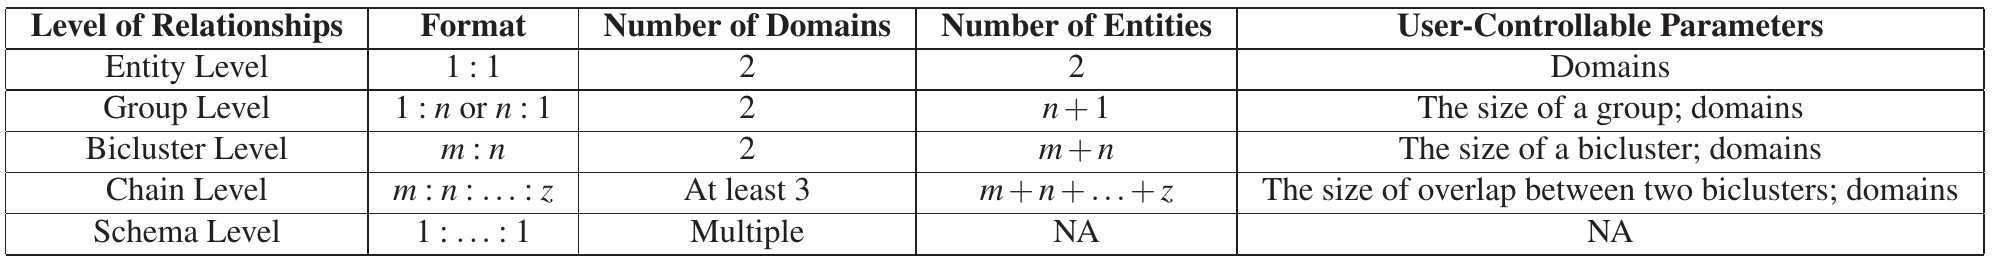 Level of Relationships Format Number of Domains Number of Entities User-Controllable Parameters
Entity Level 1 : 1 2 2 Domains
Group Level 1 : n or n : 1 2 n + 1 The size of a group; domains
Bicluster Level m : n 2 m + n The size of a bicluster; domains
Chain Level m : n : … : z At least 3 m + n + … + z The size of overlap between two biclusters; domains
Schema Level 1 : … : 1 Multiple NA NA